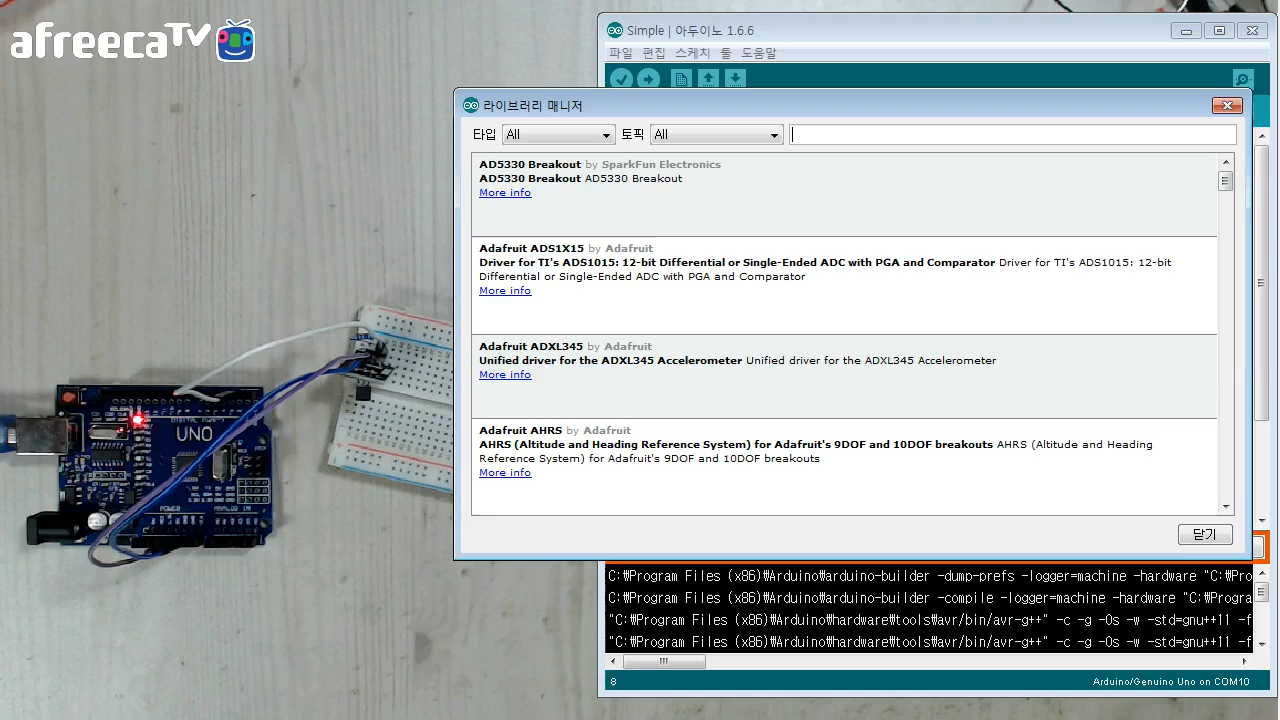 afreecaTV
Simple | 아두이노 1.6.6
파일 편집 스케치 툴 도움말
라이브러리 매니저
타입 All 토픽 All
AD5330 Breakout by SparkFun Electronics
AD5330 Breakout AD5330 Breakout
More info
Adafruit ADS1X15 by Adafruit
Driver for TI's ADS1015: 12-bit Differential or Single-Ended ADC with PGA and Comparator Driver for TI's ADS1015: 12-bit
Differential or Single-Ended ADC with PGA and Comparator
More info
Adafruit ADXL345 by Adafruit
Unified driver for the ADXL345 Accelerometer Unified driver for the ADXL345 Accelerometer
More info
Adafruit AHRS by Adafruit
AHRS (Altitude and Heading Reference System) for Adafruit's 9DOF and 10DOF breakouts AHRS (Altitude and Heading
Reference System) for Adafruit's 9DOF and 10DOF breakouts
More info
닫기
C:₩Program Files (x86)₩Arduino₩arduino-builder -dump-prefs -logger=machine -hardware "C:₩Pro
C:₩Program Files (x86)₩Arduino₩arduino-builder -compile -logger=machine -hardware "C:₩Progra
"C:₩Program Files (x86)₩Arduino₩hardware₩tools₩avr/bin/avr-g++" -c -g -Os -w -std=gnu++11 -f
"C:₩Program Files (x86)₩Arduino₩hardware₩tools₩avr/bin/avr-g++" -c -g -Os -w -std=gnu++11 -f
8
Arduino/Genuino Uno on COM10
UNO
POWER
ANALOG IN